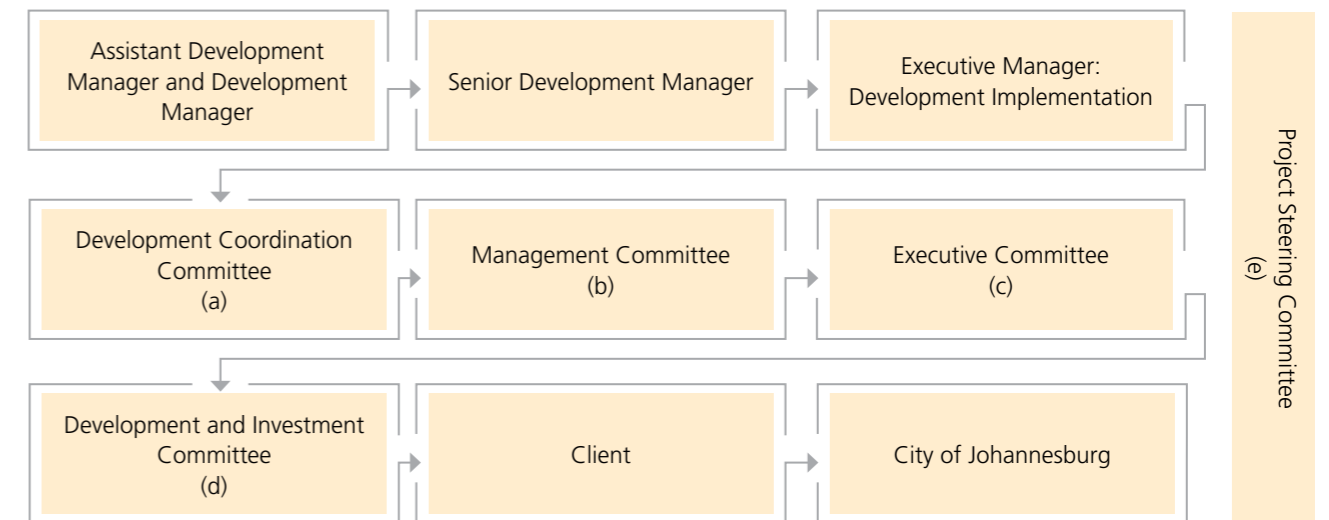 Assistant Development
Manager and Development
Manager
Senior Development Manager
Executive Manager:
Development Implementation
Development Coordination
Committee
(a)
Management Committee
(b)
Executive Committee
(c)
Development and Investment
Committee
(d)
Client
City of Johannesburg
Project Steering Committee
(e)